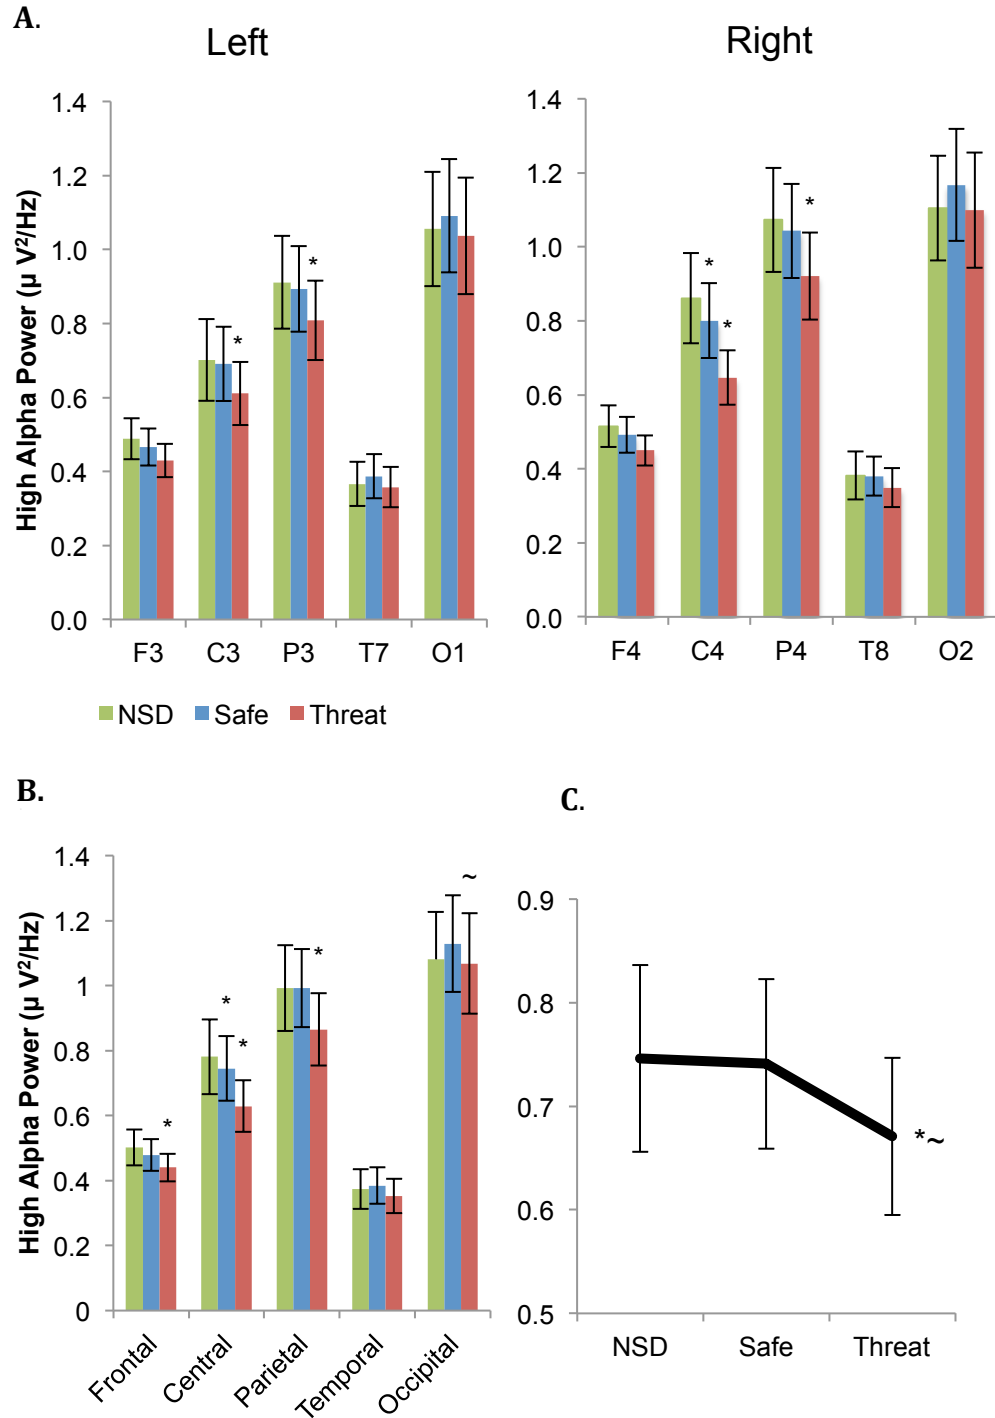 A.
Left
Right
High Alpha Power (µ V²/Hz)
1.4
1.2
1.0
0.8
0.6
0.4
0.2
0.0
*
*
F3 C3 P3 T7 O1
1.4
1.2
1.0
0.8
0.6
0.4
0.2
0.0
*
*
*
F4 C4 P4 T8 O2
NSD Safe Threat
B.
High Alpha Power (µ V²/Hz)
1.4
1.2
1
0.8
0.6
0.4
0.2
0
~
*
*
*
*
Frontal
Central
Parietal
Temporal
Occipital
C.
0.9
0.8
0.7
0.6
0.5
*~
NSD Safe Threat